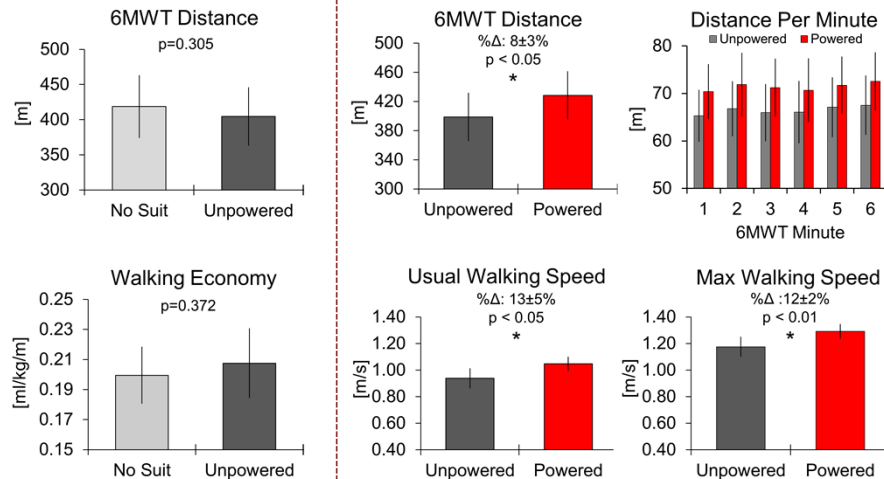 6MWT Distance
p=0.305
[m]
500
450
400
350
300
No Suit Unpowered
6MWT Distance
%Δ: 8±3%
p < 0.05
*
[m]
500
460
420
380
340
300
Unpowered Powered
Distance Per Minute
Unpowered Powered
[m]
80
70
60
50
1 2 3 4 5 6
6MWT Minute
Walking Economy
p=0.372
[ml/kg/m]
0.25
0.23
0.21
0.19
0.17
0.15
No Suit Unpowered
Usual Walking Speed
%Δ: 13±5%
p < 0.05
*
[m/s]
1.40
1.20
1.00
0.80
0.60
0.40
Unpowered Powered
Max Walking Speed
%Δ :12±2%
p < 0.01
*
[m/s]
1.40
1.20
1.00
0.80
0.60
0.40
Unpowered Powered